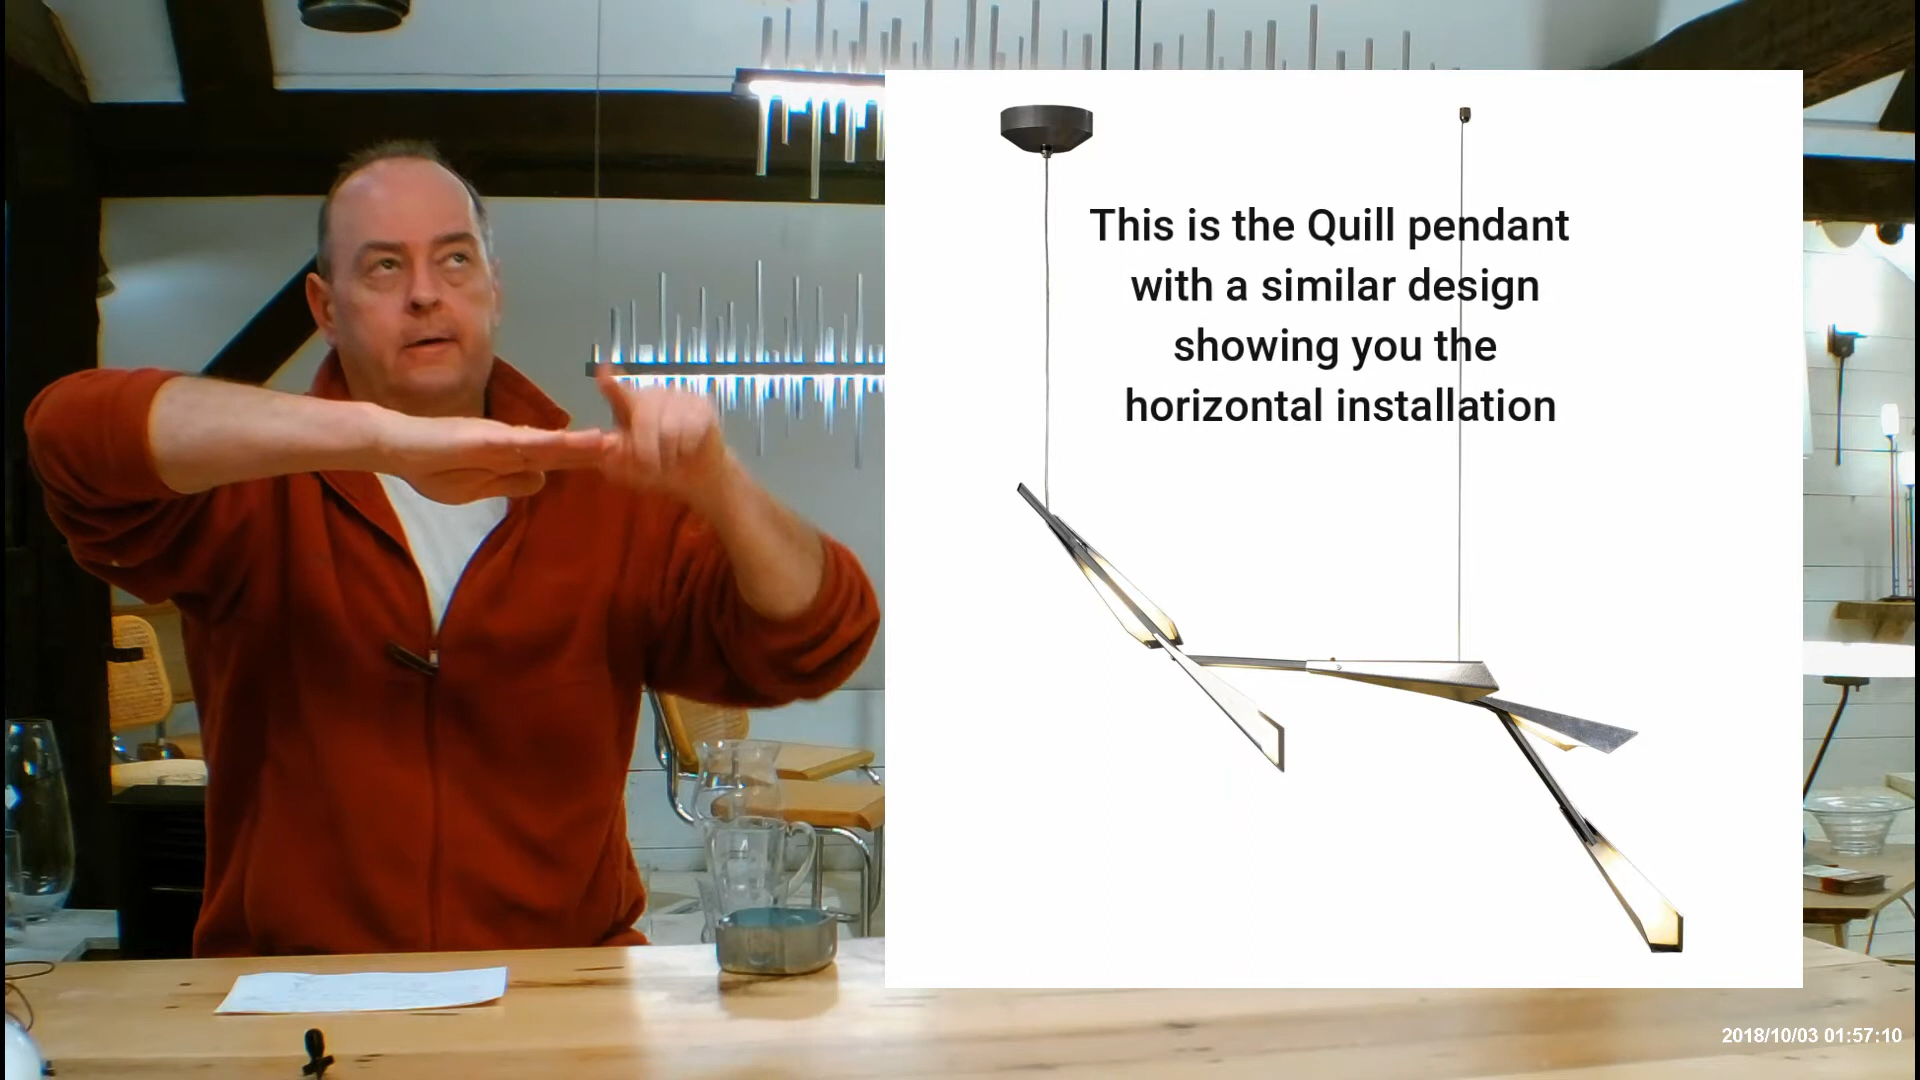 This is the Quill pendant
with a similar design
showing you the
horizontal installation
2018/10/03 01:57:10